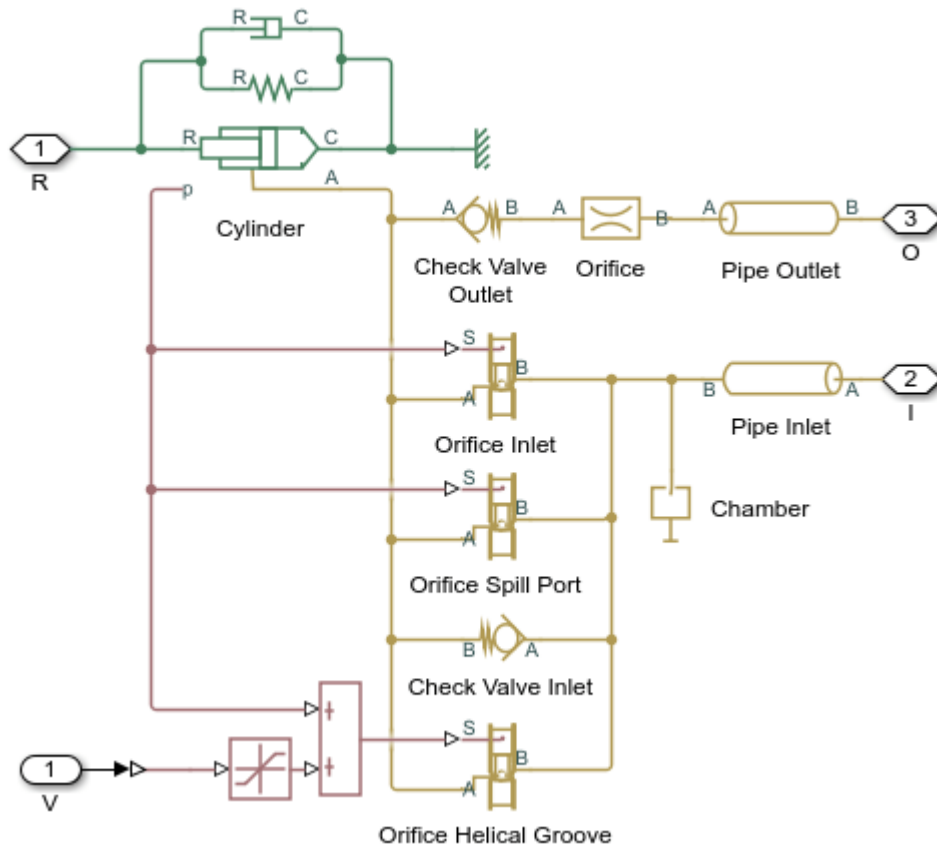 R C
R C
1 R C
R
p A
Cylinder
A B A B A B 3
Check Valve Outlet Orifice Pipe Outlet O
S
B
A B A 2
Orifice Inlet Pipe Inlet I
S
B
A Chamber
Orifice Spill Port
B A
Check Valve Inlet
+ S
B
1 + A
V
Orifice Helical Groove